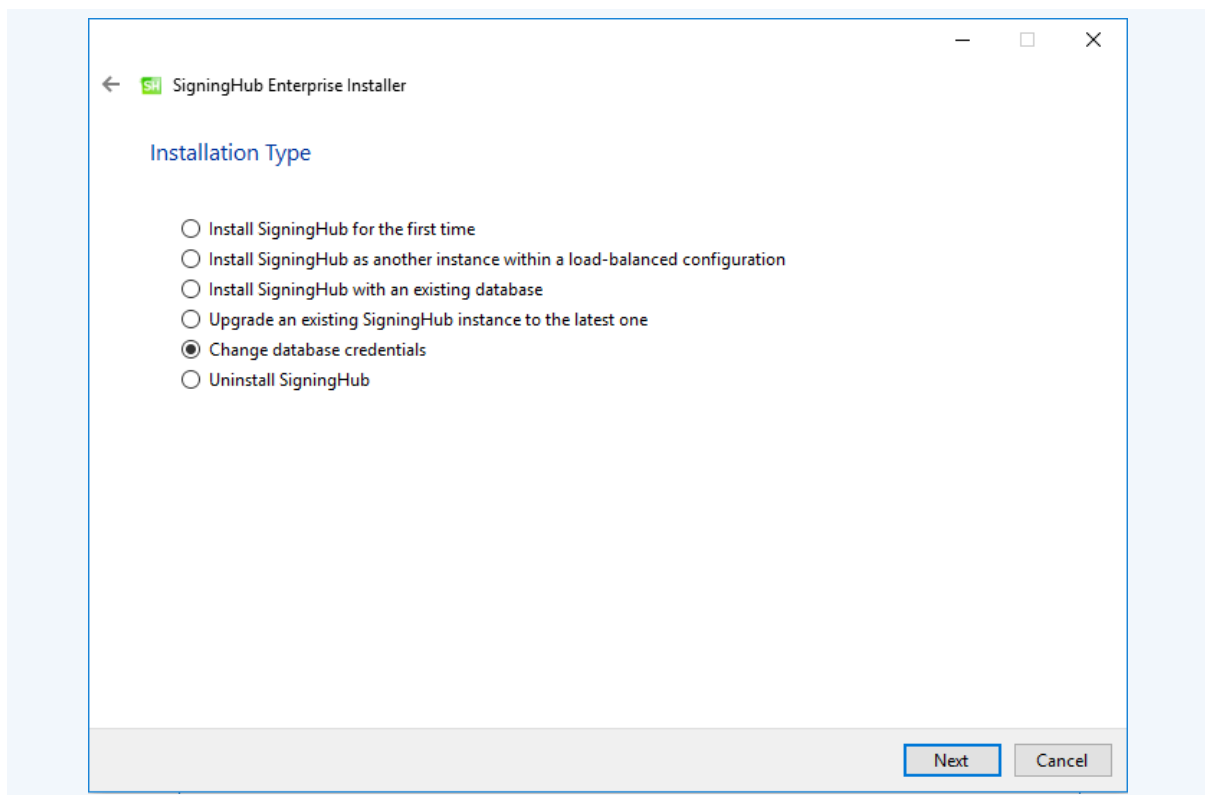 SH SigningHub Enterprise Installer
Installation Type
Install SigningHub for the first time
Install SigningHub as another instance within a load-balanced configuration
Install SigningHub with an existing database
Upgrade an existing SigningHub instance to the latest one
Change database credentials
Uninstall SigningHub
Next Cancel